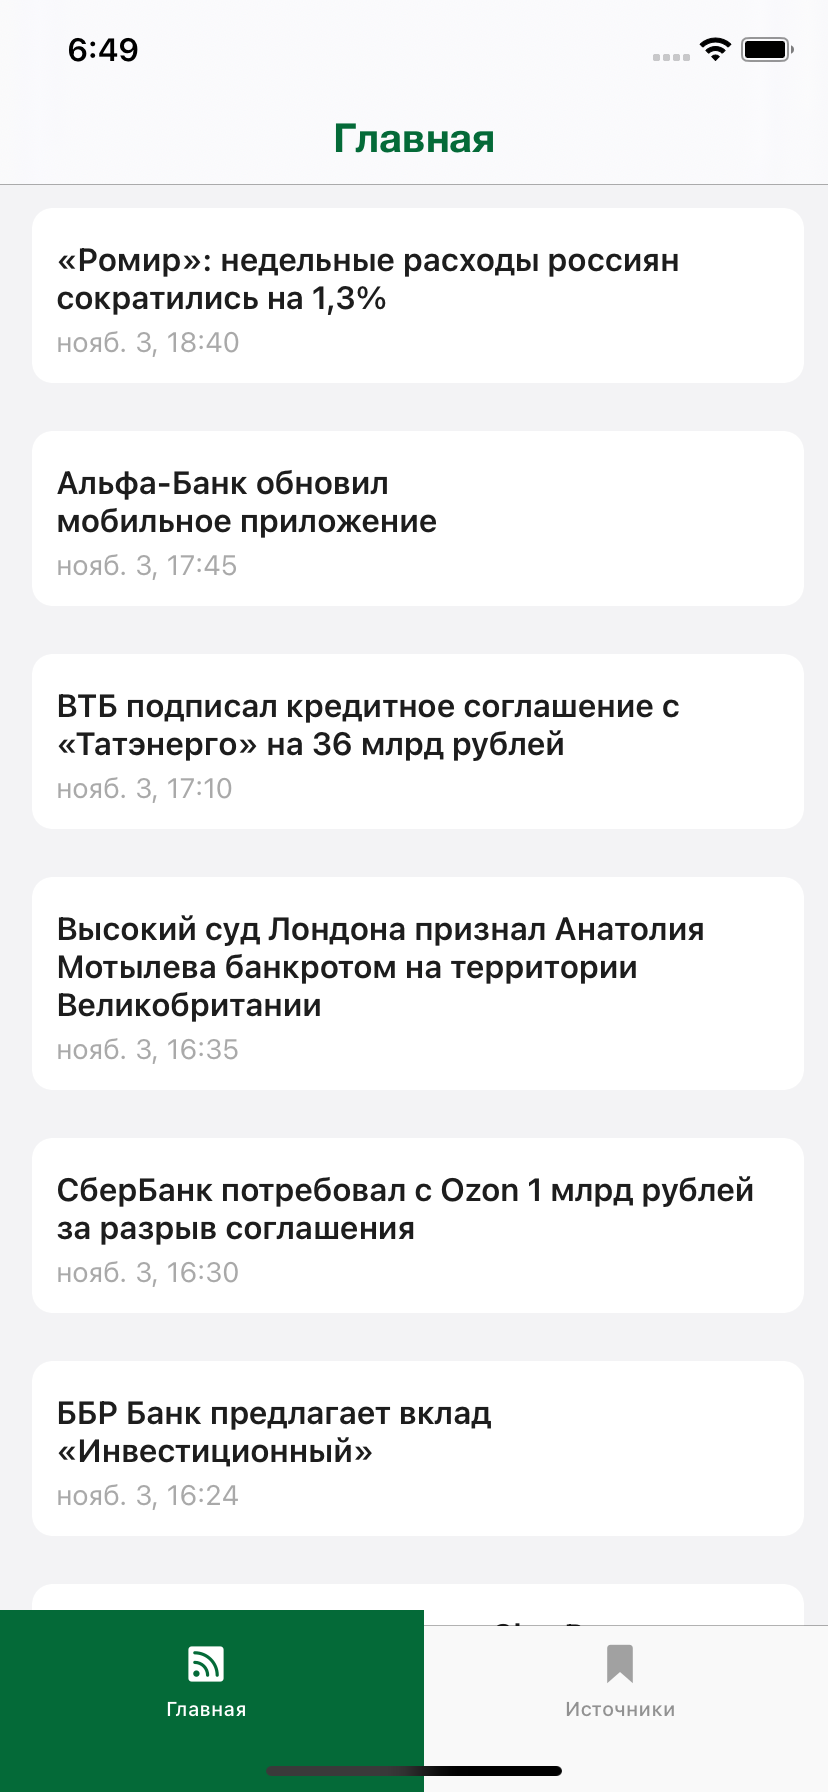 6:49
Главная
«Ромир»: недельные расходы россиян
сократились на 1,3%
нояб. 3, 18:40
Альфа-Банк обновил
мобильное приложение
нояб. 3, 17:45
ВТБ подписал кредитное соглашение с
«Татэнерго» на 36 млрд рублей
нояб. 3, 17:10
Высокий суд Лондона признал Анатолия
Мотылева банкротом на территории
Великобритании
нояб. 3, 16:35
СберБанк потребовал с Ozon 1 млрд рублей
за разрыв соглашения
нояб. 3, 16:30
ББР Банк предлагает вклад
«Инвестиционный»
нояб. 3, 16:24
Главная
Источники